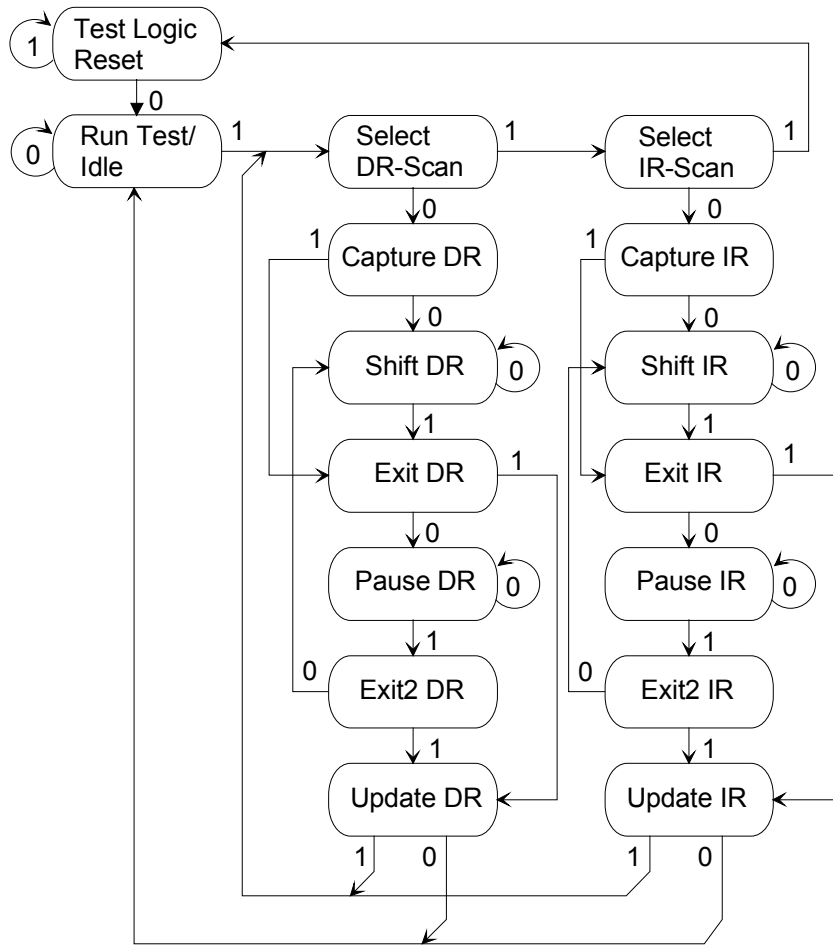 Test Logic
Reset
1
0
Run Test/
Idle
0
1
Select
DR-Scan
1
Select
IR-Scan
1
0
0
1
Capture DR
1
Capture IR
0
0
Shift DR
0
Shift IR
0
1
1
Exit DR
1
Exit IR
1
0
0
Pause DR
0
Pause IR
0
1
1
0
Exit2 DR
0
Exit2 IR
1
1
Update DR
Update IR
1
0
1
0